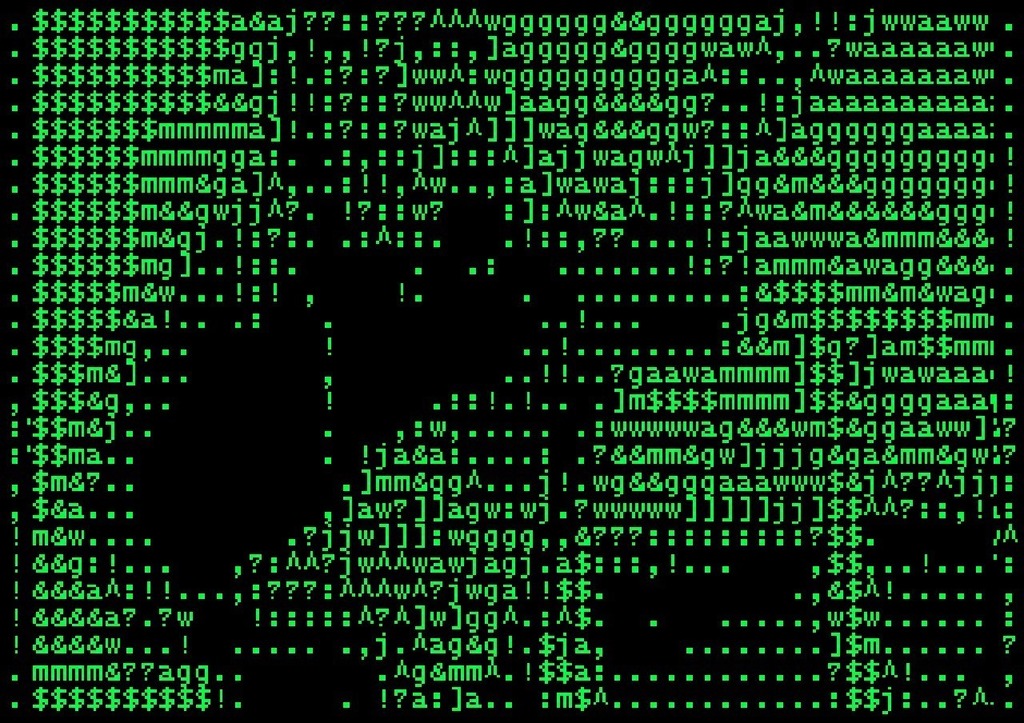 . $$$$$$$$$$$a&aj??::???^^^wgggggg&&ggggggaj,!!:jwwaaww .
. $$$$$$$$$$$ggj,!,,!?j,::,]aggggg&ggggwaw^,..?waaaaaaw .
. $$$$$$$$$$ma]:!.:?:?]ww^:wggggggggggga^::..,^waaaaaaw .
. $$$$$$$$$$&&gj!!:?::?ww^^w]aagg&&&&gg?..!:jaaaaaaaaaa .
. $$$$$$$mmmmma]!.:?::?waj^]]]wag&&&ggw?::^]aggggggaaaa .
. $$$$$$mmmmgga:. .:,::j]:::^]ajjwagw^j]]ja&&&ggggggggg !
. $$$$$$mmm&ga]^,..:!!,^w..,:a]wawaj:::j]gg&m&&&ggggggg !
. $$$$$$m&&gwjj^?. !?::w?   :]:^w&a^.!::?^wa&m&&&&&&ggg !
. $$$$$$m&gj.!:?:. .:^::.   .!::,??....!:jaawwwa&mmm&&& !
. $$$$$$mg]..!::.      .  .:   .......!:?!ammm&awagg&&& .
. $$$$$m&w...!:! ,    !.     .  .........:&$$$$mm&m&wag .
. $$$$$&a!.. .:   .           ..!...    .jg&m$$$$$$$$mm .
. $$$$mg,..       !          ..!........:&&m]$g?]am$$mm .
. $$$m&]...       ,         ..!!..?gaawammmm]$$]jwawaaa !
, $$$&g,..        !     .::!.!.. .]m$$$$mmmm]$$&ggggaaa :
:'$$m&j..         .   ,:w,..... .:wwwwwag&&&wm$&ggaaww] ?
:'$$ma..          . !ja&a:....: .?&&mm&gw]jjjg&ga&mm&gw ?
, $m&?..           .]mm&gg^...j!.wg&&gggaaawww$&j^??^jjj:
, $&a...          ,]aw?]]agw:wj.?wwwww]]]]]jj]$$^^?::,! :
! m&w....       .?jjw]]]:wgggg,,&???:::::::::?$$.      ^
! &&g:!...   ,?:^^?jw^^wawjagj.a$:::,!...    ,$$,..!...':
! &&&a^:!!...,:???:^^^w^?jwga!!$$.          .,&$^!..... .
! &&&&a?.?w   !:::::^?^]w]gg^.:^$.  .   .....,w$w...... :
! &&&&w...!  ..... .,j.^ag&g!.$ja,    ........]$m...... ?
. mmmm&??agg..        .^g&mm^.!$$a:............?$$^!... ,
. $$$$$$$$$$!.      . !?a:]a.. :m$^............:$$j:..?^.